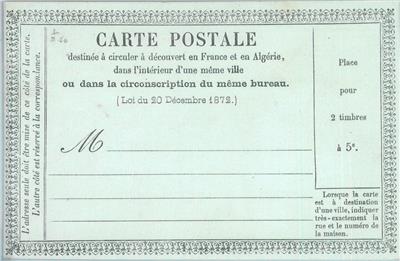 CARTE POSTALE
destinée à circuler à découvert en France et en Algérie,
dans l'intérieur d'une même ville
ou dans la circonscription du même bureau.
(Loi du 20 Décembre 1872.)
M
Place
pour
2 timbres
à 5c.
Lorsque la carte
est à destination
d'une ville, indiquer
très-exactement la
rue et le numéro de
la maison.
L'adresse seule doit être mise de ce côté de la carte.
L'autre côté est réservé à la correspondance.